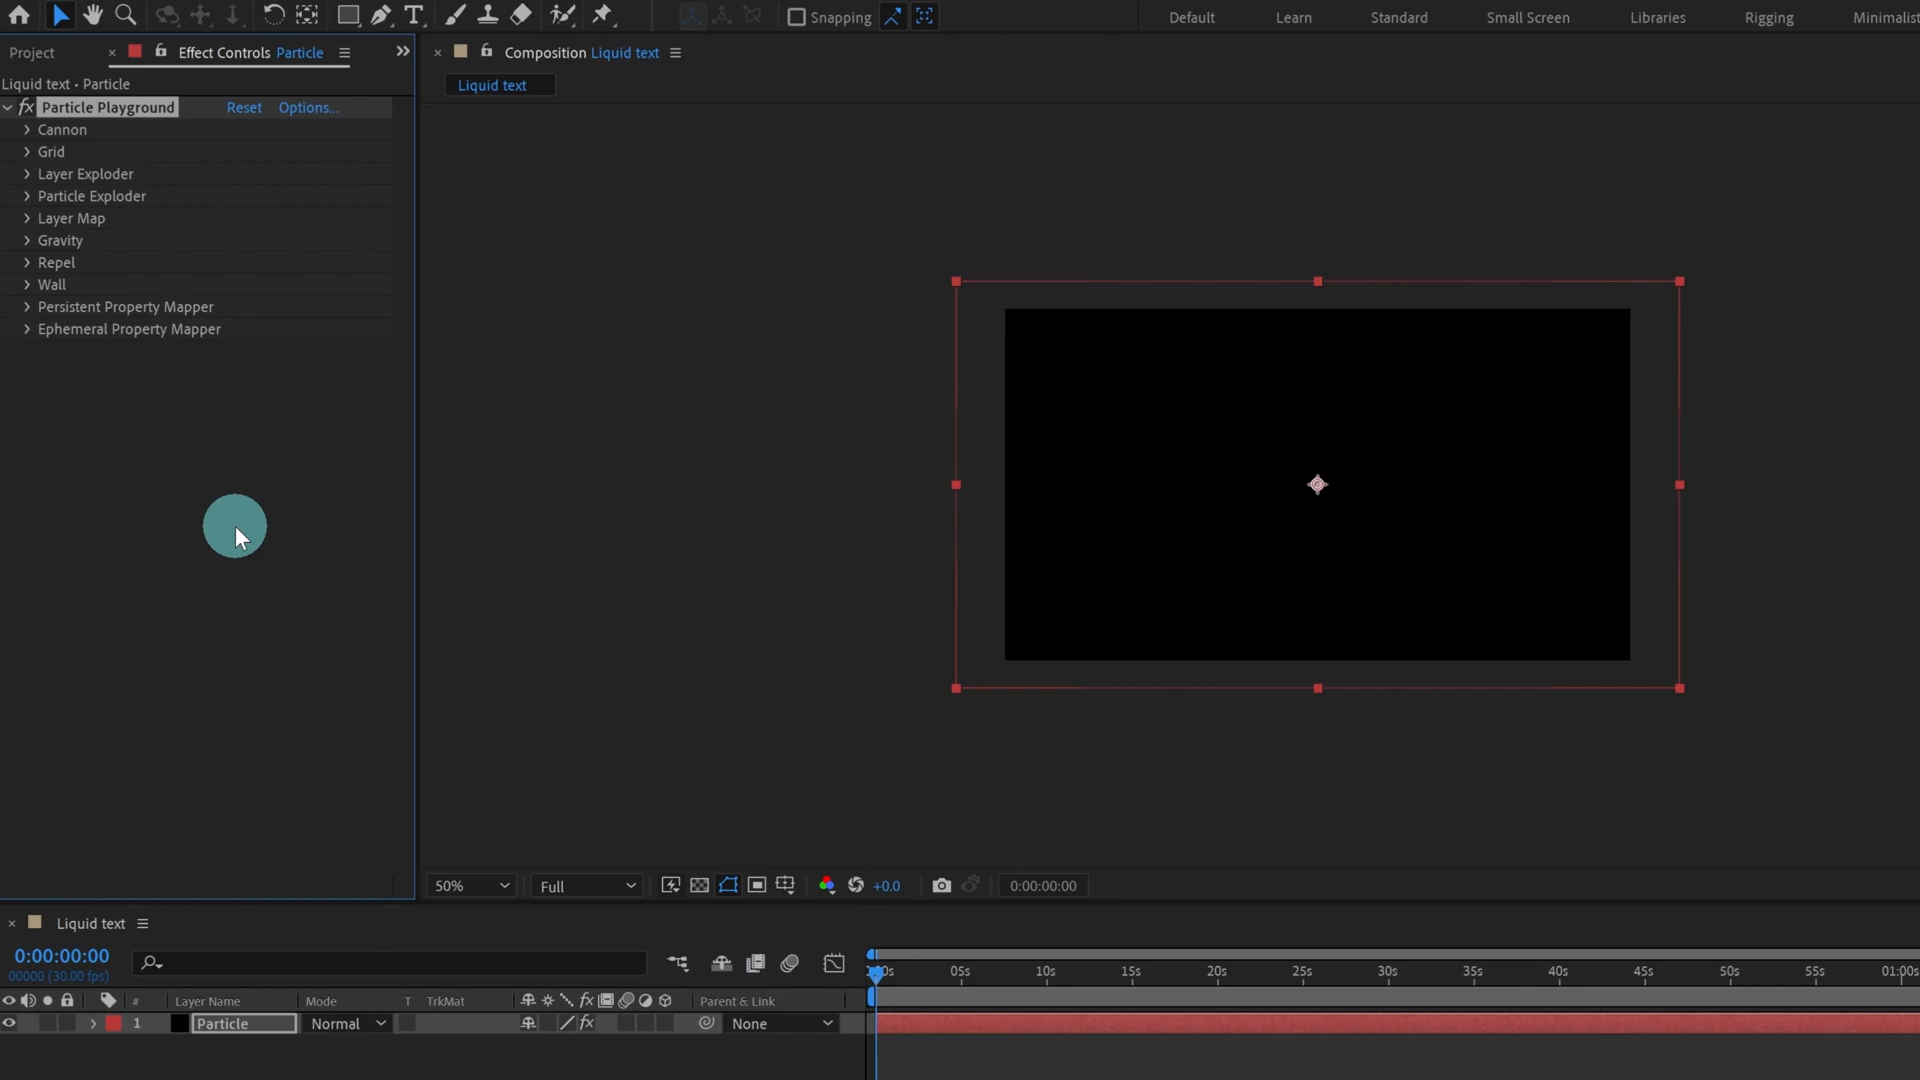 Snapping
Default
Learn
Standard
Small Screen
Libraries
Rigging
Minimalist
Project
Effect Controls Particle
Composition Liquid text
Liquid text • Particle
Liquid text
fx Particle Playground Reset Options...
Cannon
Grid
Layer Exploder
Particle Exploder
Layer Map
Gravity
Repel
Wall
Persistent Property Mapper
Ephemeral Property Mapper
50% Full +0.0 0:00:00:00
Liquid text
0:00:00:00
00000 (30.00 fps)
0s 05s 10s 15s 20s 25s 30s 35s 40s 45s 50s 55s 01:00s
# Layer Name Mode T TrkMat fx Parent & Link
1 Particle Normal fx None